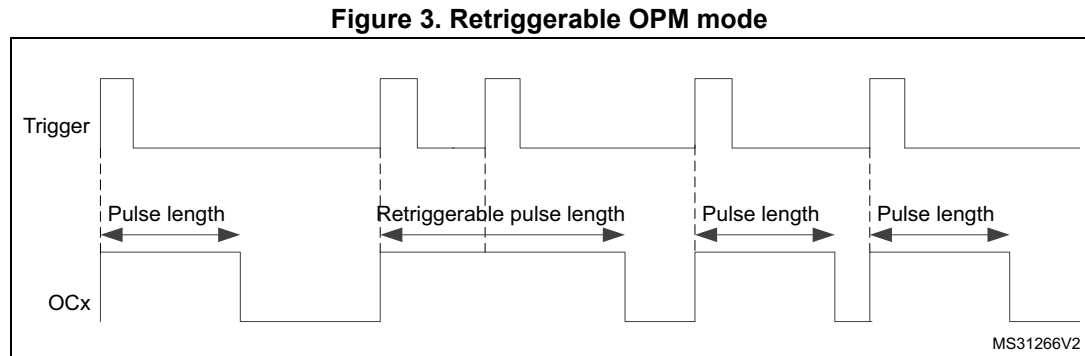 Figure 3. Retriggerable OPM mode
Trigger
Pulse length
Retriggerable pulse length
Pulse length
Pulse length
OCx
MS31266V2